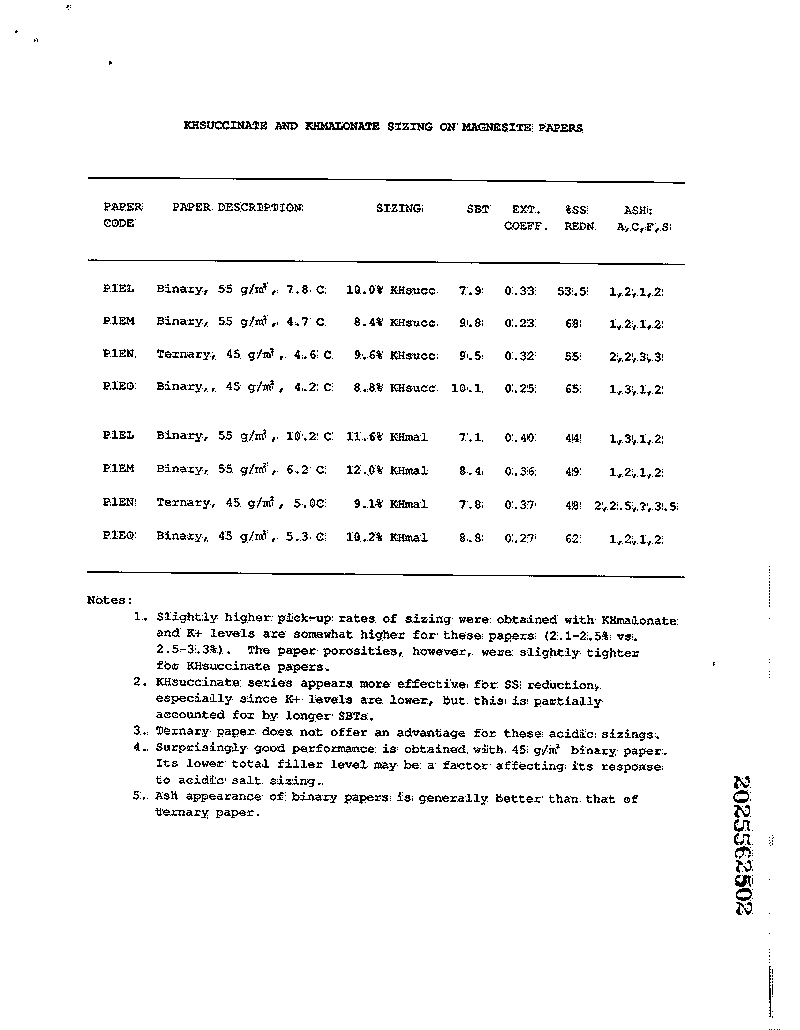 KHSUCCINATE AND KHMALONATE SIZING ON MAGNESITE PAPERS
PAPER PAPER DESCRIPTION SIZING SBT EXT. %SS ASH:
CODE COEFF. REDN A,C,F,S
P1EL Binary, 55 g/m², 7.8 C 10.0% KHsucc 7.9 0.33 53.5 1,2,1,2
P1EM Binary, 55 g/m², 4.7 C 8.4% KHsucc 9.8 0.23 68 1,2,1,2
P1EN Ternary, 45 g/m², 4.6 C 9.6% KHsucc 9.5 0.32 55 2,2,3,3
P1EO Binary,, 45 g/m², 4.2 C 8.8% KHsucc 10.1 0.25 65 1,3,1,2
P1EL Binary, 55 g/m², 10.2 C 11.6% KHmal 7.1 0.40 44 1,3,1,2
P1EM Binary, 55 g/m², 6.2 C 12.0% KHmal 8.4 0.36 49 1,2,1,2
P1EN Ternary, 45 g/m², 5.0C 9.1% KHmal 7.8 0.37 48 2,2.5,?,3.5
P1EO Binary, 45 g/m², 5.3 C 10.2% KHmal 8.8 0.27 62 1,2,1,2
Notes:
1. Slightly higher pick-up rates of sizing were obtained with KHmalonate
and K+ levels are somewhat higher for these papers (2.1-2.5% vs.
2.5-3.3%). The paper porosities, however, were slightly tighter
for KHsuccinate papers.
2. KHsuccinate series appears more effective for SS reduction,
especially since K+ levels are lower, but this is partially
accounted for by longer SBTs.
3. Ternary paper does not offer an advantage for these acidic sizings.
4. Surprisingly good performance is obtained with 45 g/m² binary paper.
Its lower total filler level may be a factor affecting its response
to acidic salt sizing.
5. Ash appearance of binary papers is generally better than that of
ternary paper.
2025562502